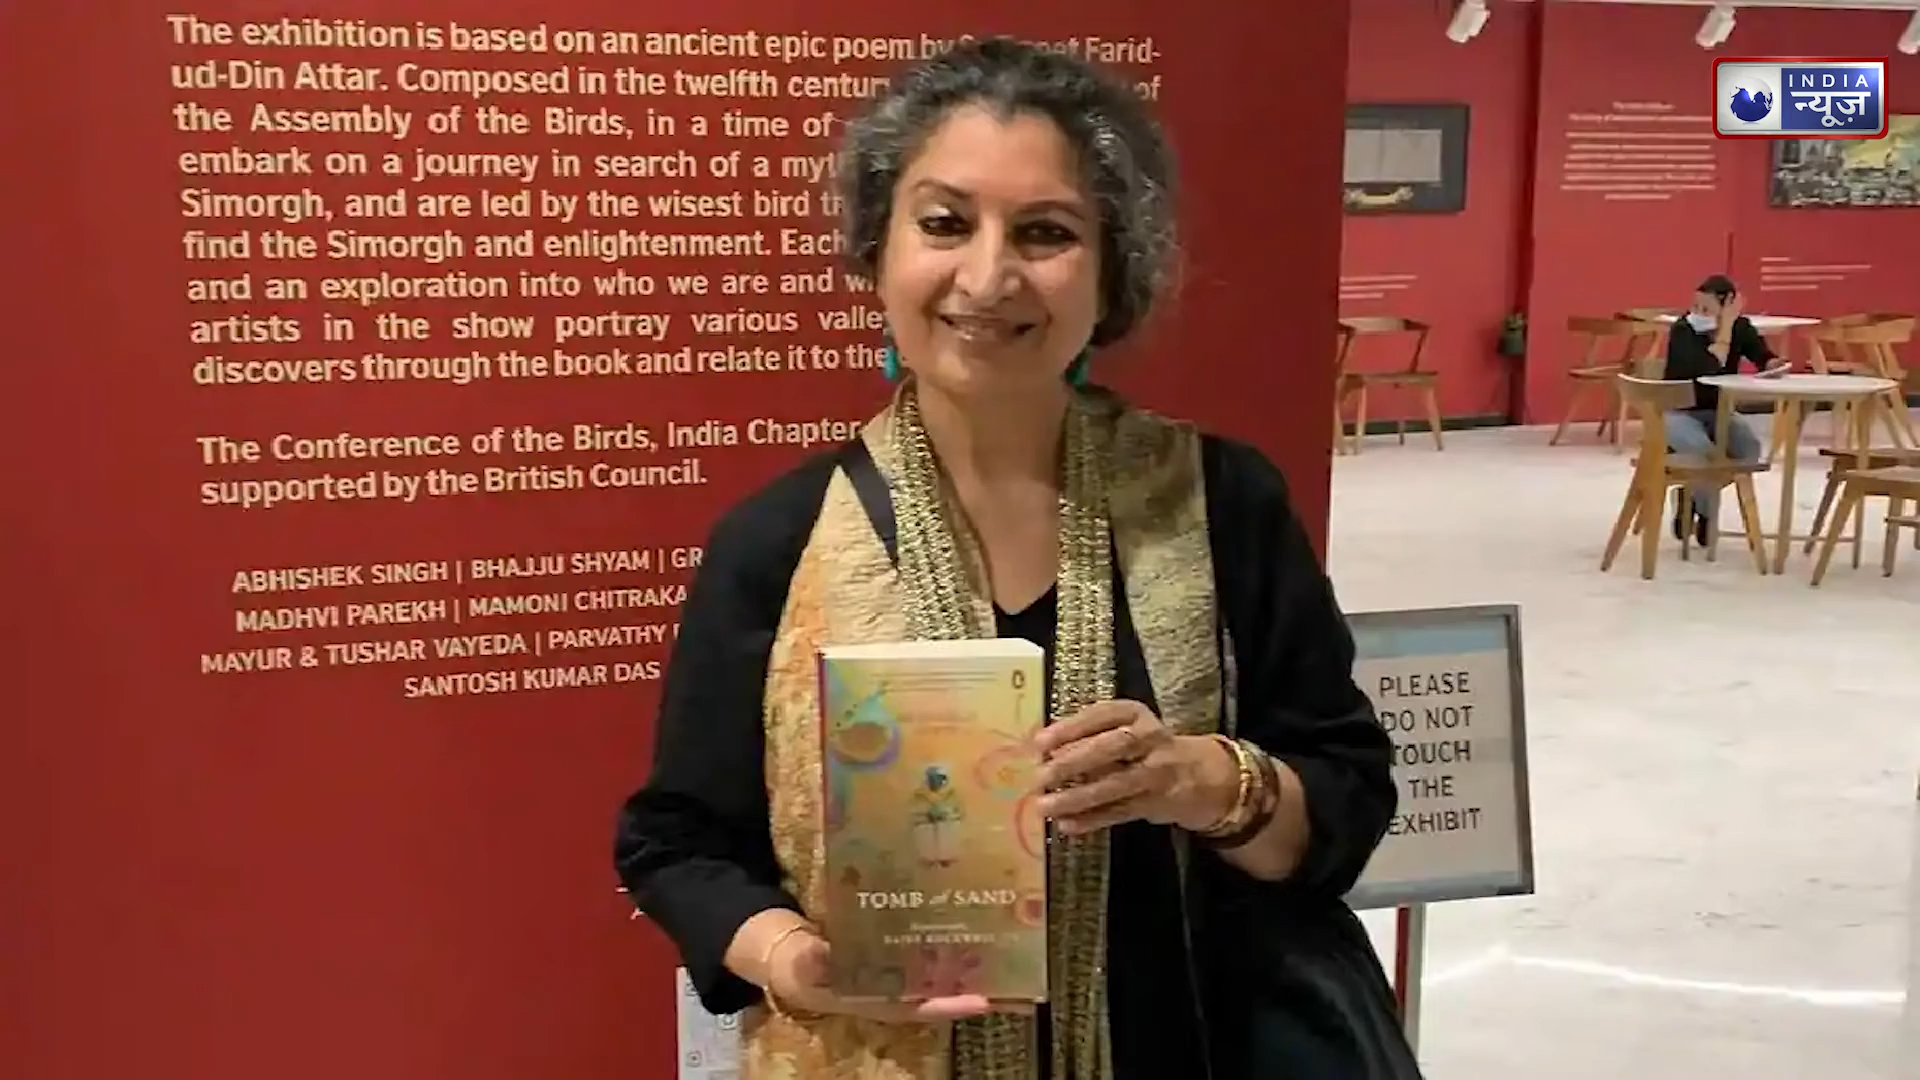 The exhibition is based on an ancient epic poem by Farid-
ud-Din Attar. Composed in the twelfth century of
the Assembly of the Birds, in a time of
embark on a journey in search of a
Simorgh, and are led by the wisest bird
find the Simorgh and enlightenment. Each
and an exploration into who we are and
artists in the show portray various
discovers through the book and relate it to the
The Conference of the Birds, India Chapter
supported by the British Council.
ABHISHEK SINGH | BHAJJU SHYAM | GR
MADHVI PAREKH | MAMONI CHITRAKA
MAYUR & TUSHAR VAYEDA | PARVATHY
SANTOSH KUMAR DAS
TOMB of SAND
PLEASE
DO NOT
TOUCH
THE
EXHIBIT
INDIA
न्यूज़